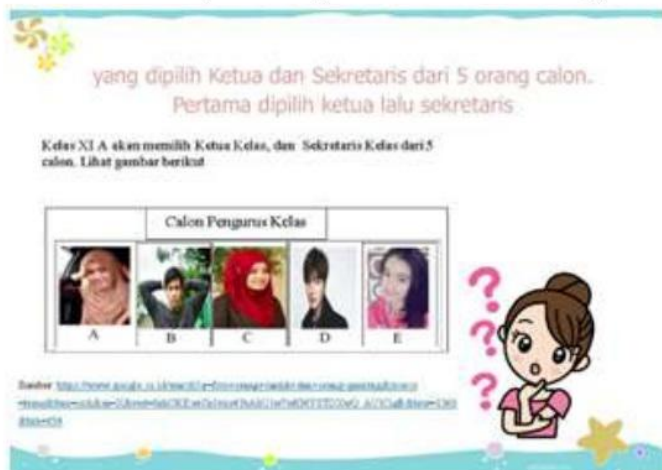 yang dipilih Ketua dan Sekretaris dari 5 orang calon.
Pertama dipilih ketua lalu sekretaris
Kelas XI A akan memilih Ketua Kelas, dan Sekretaris Kelas dari 5
calon. Lihat gambar berikut
Calon Pengurus Kelas
A B C D E
Sumber
? ? ?